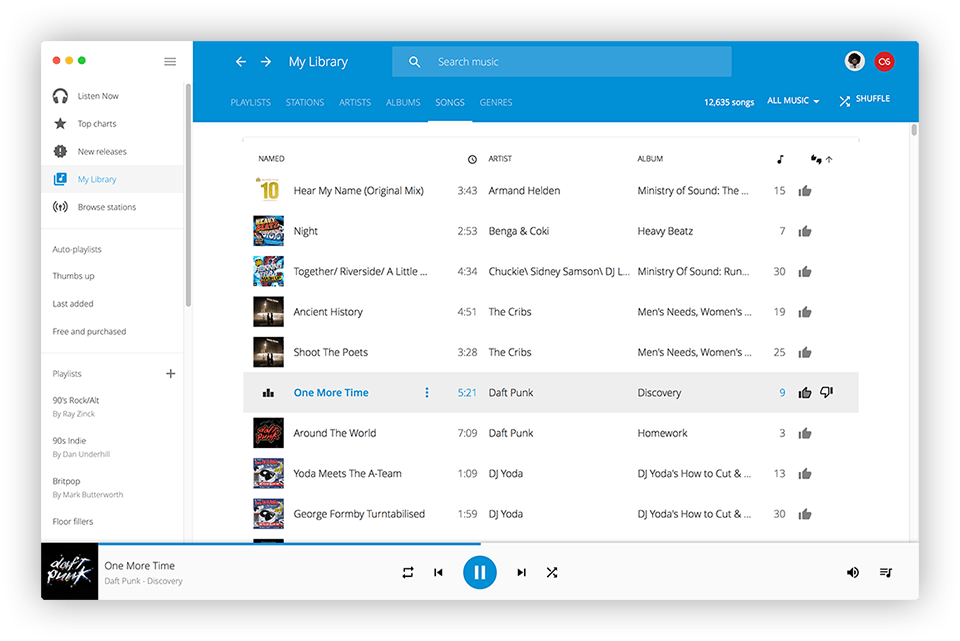 My Library
Search music
PLAYLISTS STATIONS ARTISTS ALBUMS SONGS GENRES
12,635 songs ALL MUSIC SHUFFLE
Listen Now
Top charts
New releases
My Library
Browse stations
Auto-playlists
Thumbs up
Last added
Free and purchased
Playlists
90's Rock/Alt
By Ray Zinck
90s Indie
By Dan Underhill
Britpop
By Mark Butterworth
Floor fillers
NAMED ARTIST ALBUM
10
Hear My Name (Original Mix) 3:43 Armand Helden Ministry of Sound: The ... 15
HEAVY BEATZ
Night 2:53 Benga & Coki Heavy Beatz 7
Together/ Riverside/ A Little ... 4:34 Chuckie\ Sidney Samson\ DJ L... Ministry Of Sound: Run... 30
Ancient History 4:51 The Cribs Men's Needs, Women's ... 19
Shoot The Poets 3:28 The Cribs Men's Needs, Women's ... 25
One More Time 5:21 Daft Punk Discovery 9
daft punk
Around The World 7:09 Daft Punk Homework 3
Yoda Meets The A-Team 1:09 DJ Yoda DJ Yoda's How to Cut & ... 13
George Formby Turntabilised 1:59 DJ Yoda DJ Yoda's How to Cut & ... 30
daft punk
One More Time
Daft Punk - Discovery